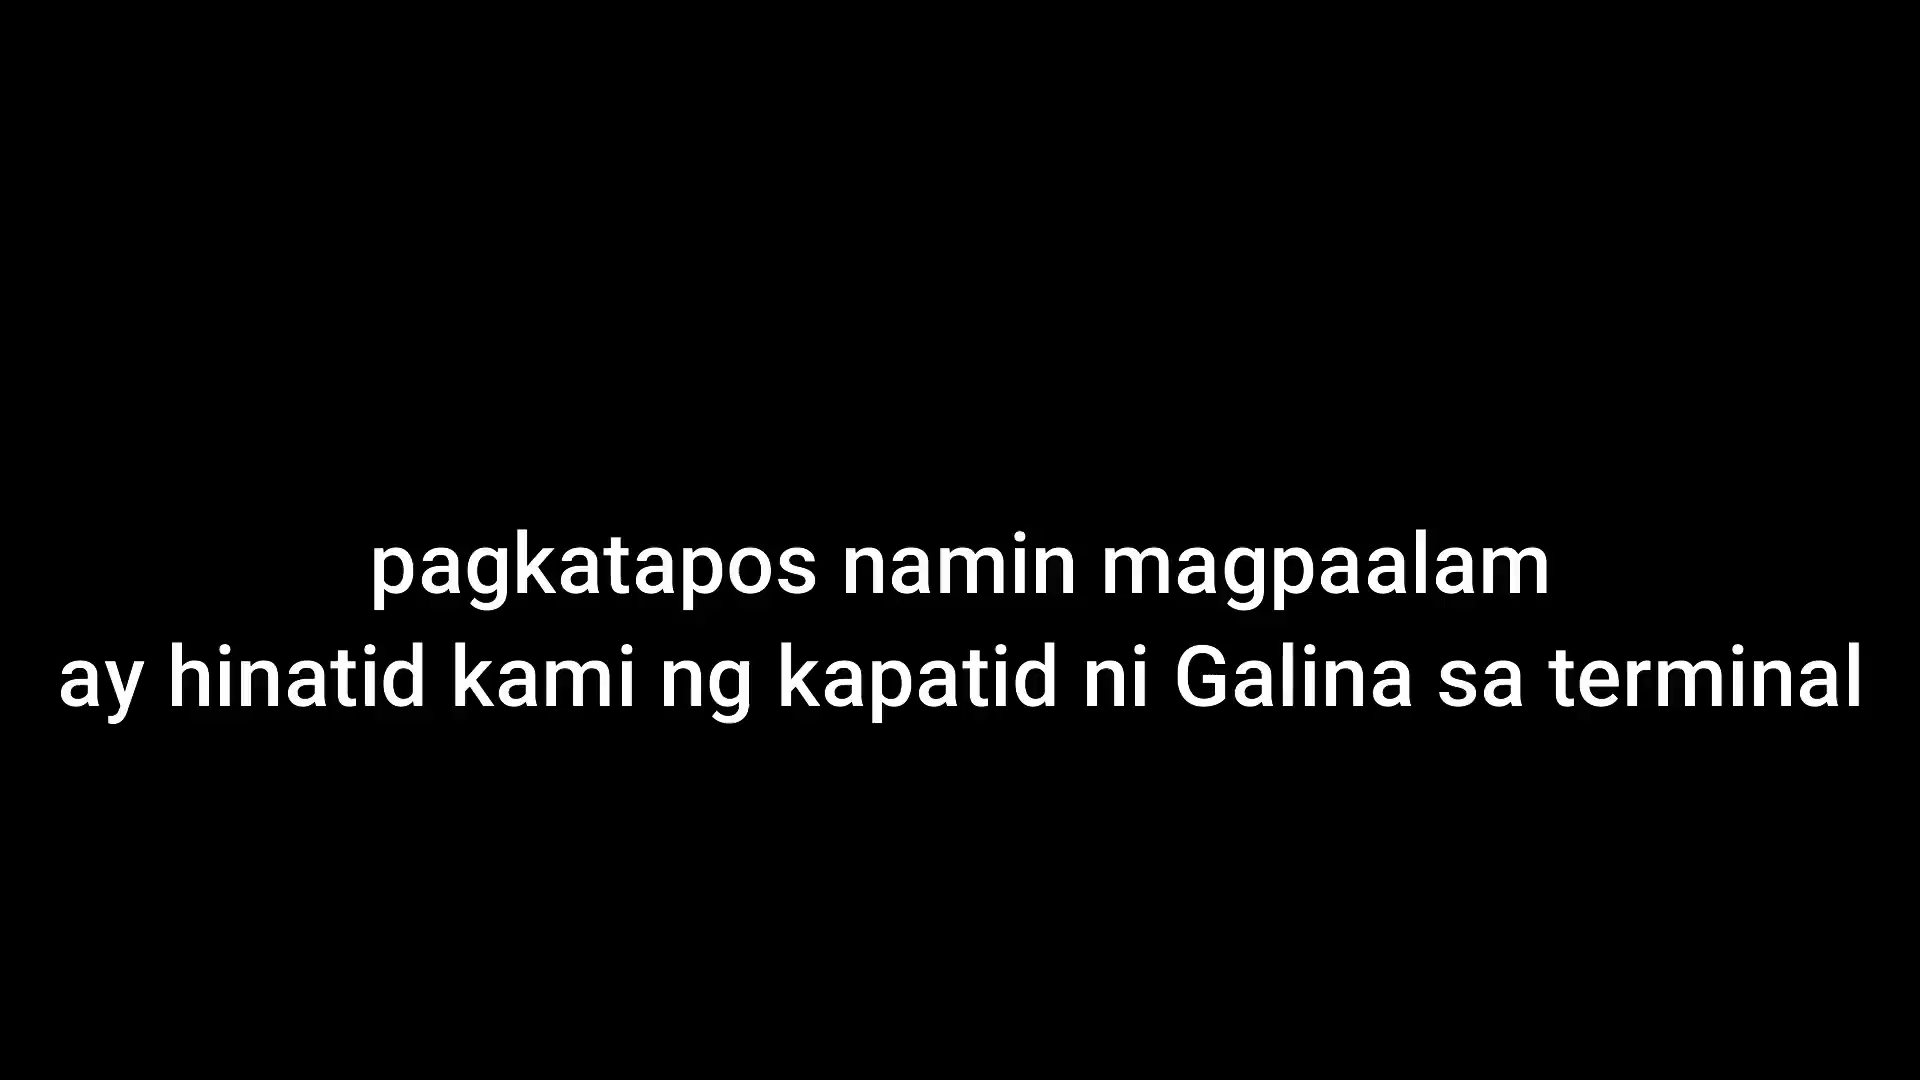 pagkatapos namin magpaalam
ay hinatid kami ng kapatid ni Galina sa terminal